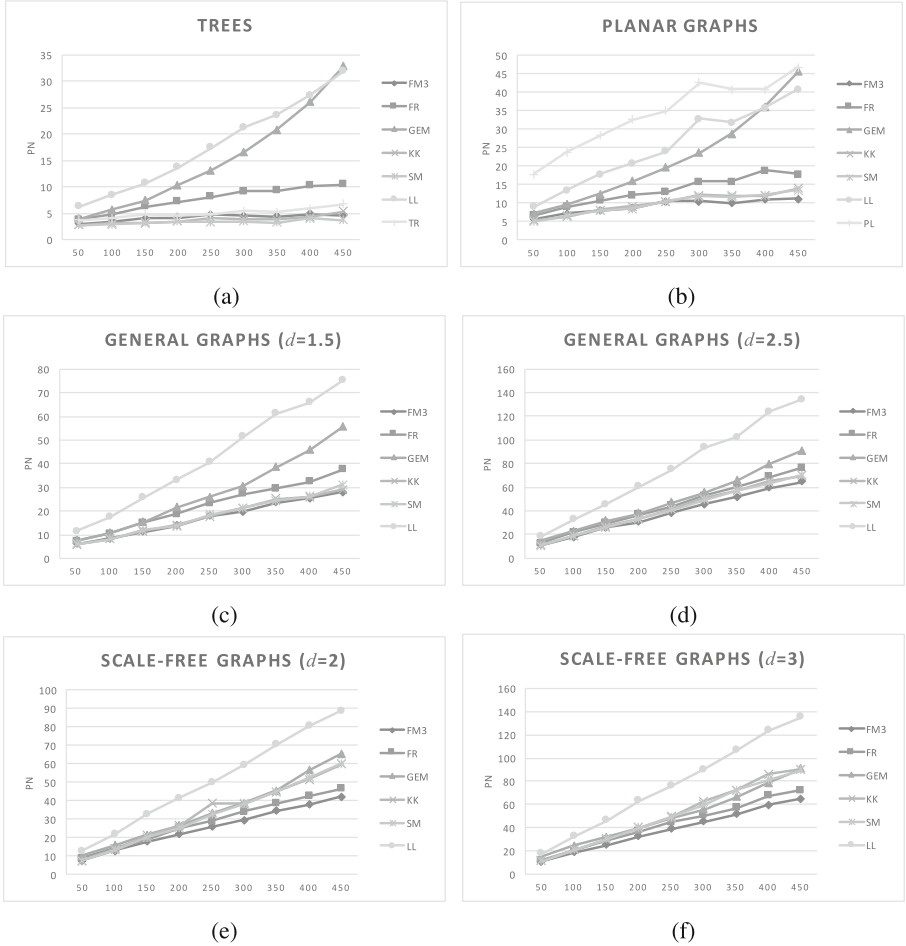 TREES
35
30
25
20
15
10
5
0
PN
50 100 150 200 250 300 350 400 450
FM3
FR
GEM
KK
SM
LL
TR
(a)
PLANAR GRAPHS
50
45
40
35
30
25
20
15
10
5
0
PN
50 100 150 200 250 300 350 400 450
FM3
FR
GEM
KK
SM
LL
PL
(b)
GENERAL GRAPHS (d=1.5)
80
70
60
50
40
30
20
10
0
PN
50 100 150 200 250 300 350 400 450
FM3
FR
GEM
KK
SM
LL
(c)
GENERAL GRAPHS (d=2.5)
160
140
120
100
80
60
40
20
0
PN
50 100 150 200 250 300 350 400 450
FM3
FR
GEM
KK
SM
LL
(d)
SCALE-FREE GRAPHS (d=2)
100
90
80
70
60
50
40
30
20
10
0
PN
50 100 150 200 250 300 350 400 450
FM3
FR
GEM
KK
SM
LL
(e)
SCALE-FREE GRAPHS (d=3)
160
140
120
100
80
60
40
20
0
PN
50 100 150 200 250 300 350 400 450
FM3
FR
GEM
KK
SM
LL
(f)